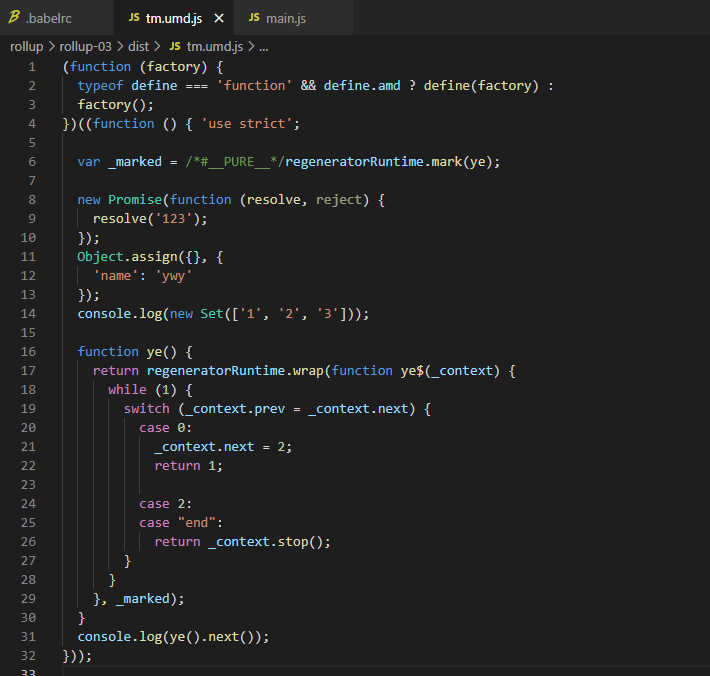 .babelrc JS tm.umd.js × JS main.js
rollup > rollup-03 > dist > JS tm.umd.js > ...
1 (function (factory) {
2   typeof define === 'function' && define.amd ? define(factory) :
3   factory();
4 })((function () { 'use strict';
5
6   var _marked = /*#__PURE__*/regeneratorRuntime.mark(ye);
7
8   new Promise(function (resolve, reject) {
9     resolve('123');
10   });
11   Object.assign({}, {
12     'name': 'ywy'
13   });
14   console.log(new Set(['1', '2', '3']));
15
16   function ye() {
17     return regeneratorRuntime.wrap(function ye$(_context) {
18       while (1) {
19         switch (_context.prev = _context.next) {
20           case 0:
21             _context.next = 2;
22             return 1;
23
24           case 2:
25           case "end":
26             return _context.stop();
27         }
28       }
29     }, _marked);
30   }
31   console.log(ye().next());
32 }));
33